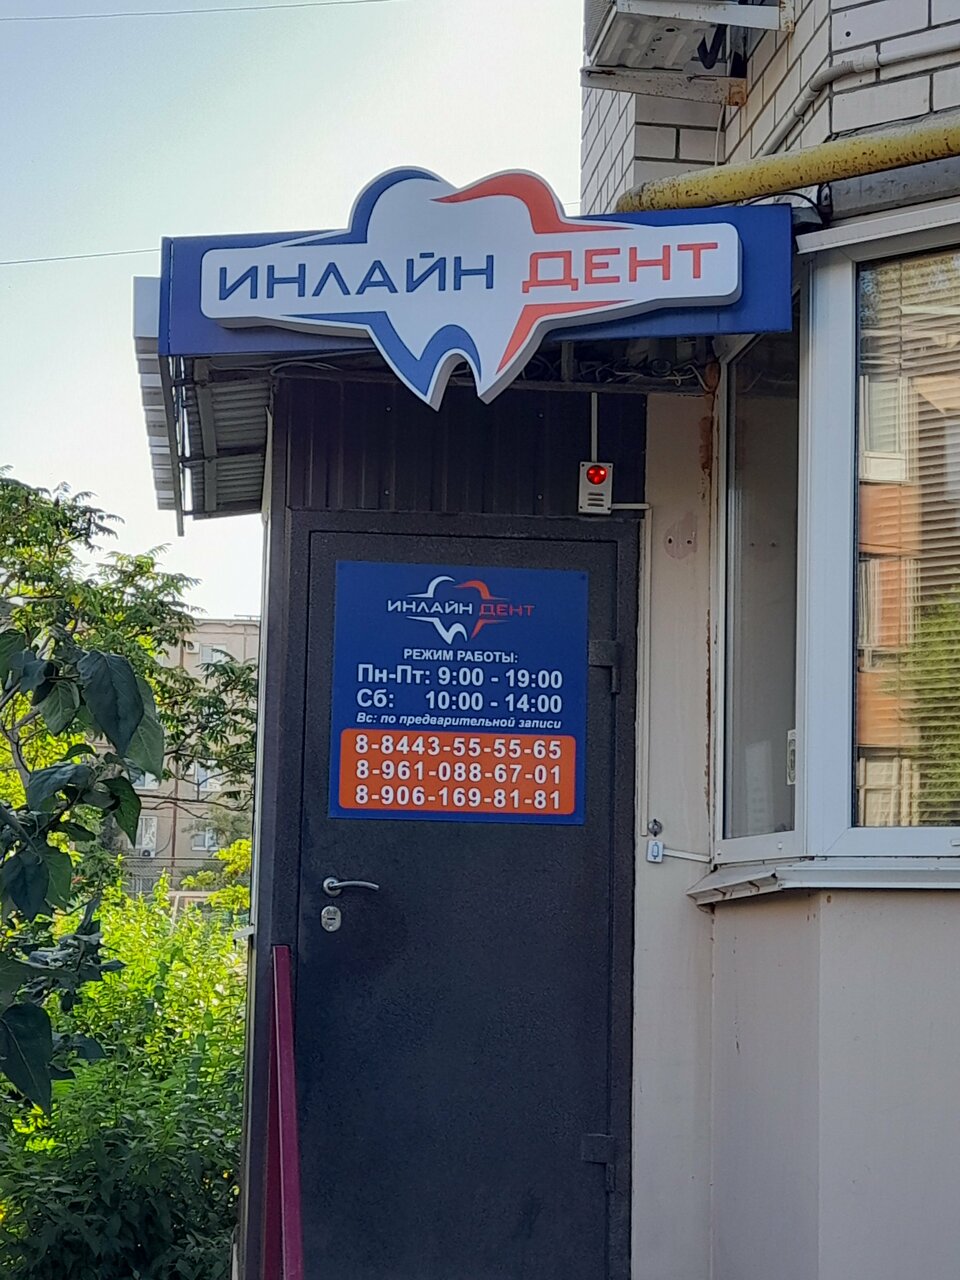 ИНЛАЙН ДЕНТ
ИНЛАЙН ДЕНТ
РЕЖИМ РАБОТЫ:
Пн-Пт: 9:00 - 19:00
Сб: 10:00 - 14:00
Вс: по предварительной записи
8-8443-55-55-65
8-961-088-67-01
8-906-169-81-81